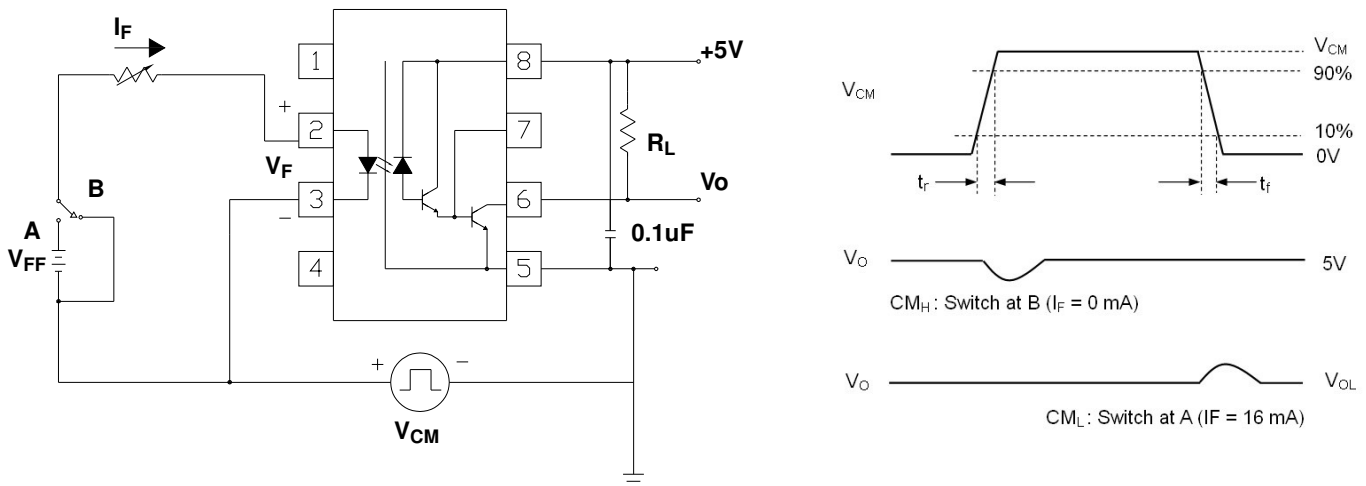 I_F
1
8
+5V
+
2
7
R_L
V_F
B
3
6
Vo
−
A
V_FF
0.1uF
4
5
+
−
V_CM
V_CM
V_CM
90%
10%
0V
t_r
t_f
V_O
5V
CM_H : Switch at B (I_F = 0 mA)
V_O
V_OL
CM_L: Switch at A (IF = 16 mA)